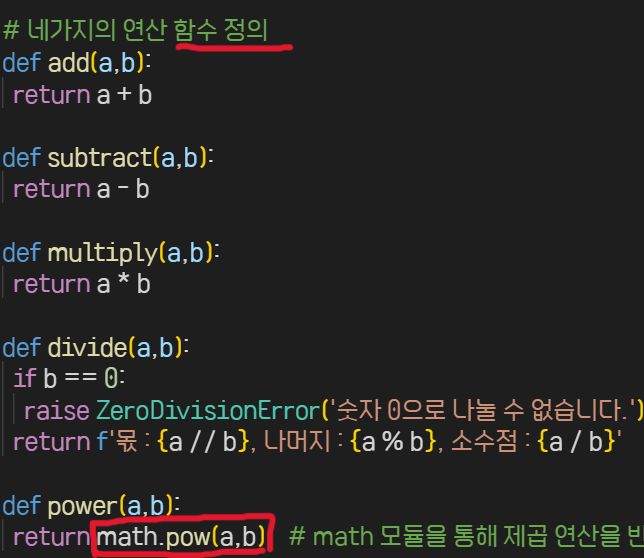 # 네가지의 연산 함수 정의
def add(a,b):
return a + b
def subtract(a,b):
return a - b
def multiply(a,b):
return a * b
def divide(a,b):
if b == 0:
raise ZeroDivisionError('숫자 0으로 나눌 수 없습니다.')
return f'몫 : {a // b}, 나머지 : {a % b}, 소수점 : {a / b}'
def power(a,b):
return math.pow(a,b) # math 모듈을 통해 제곱 연산을